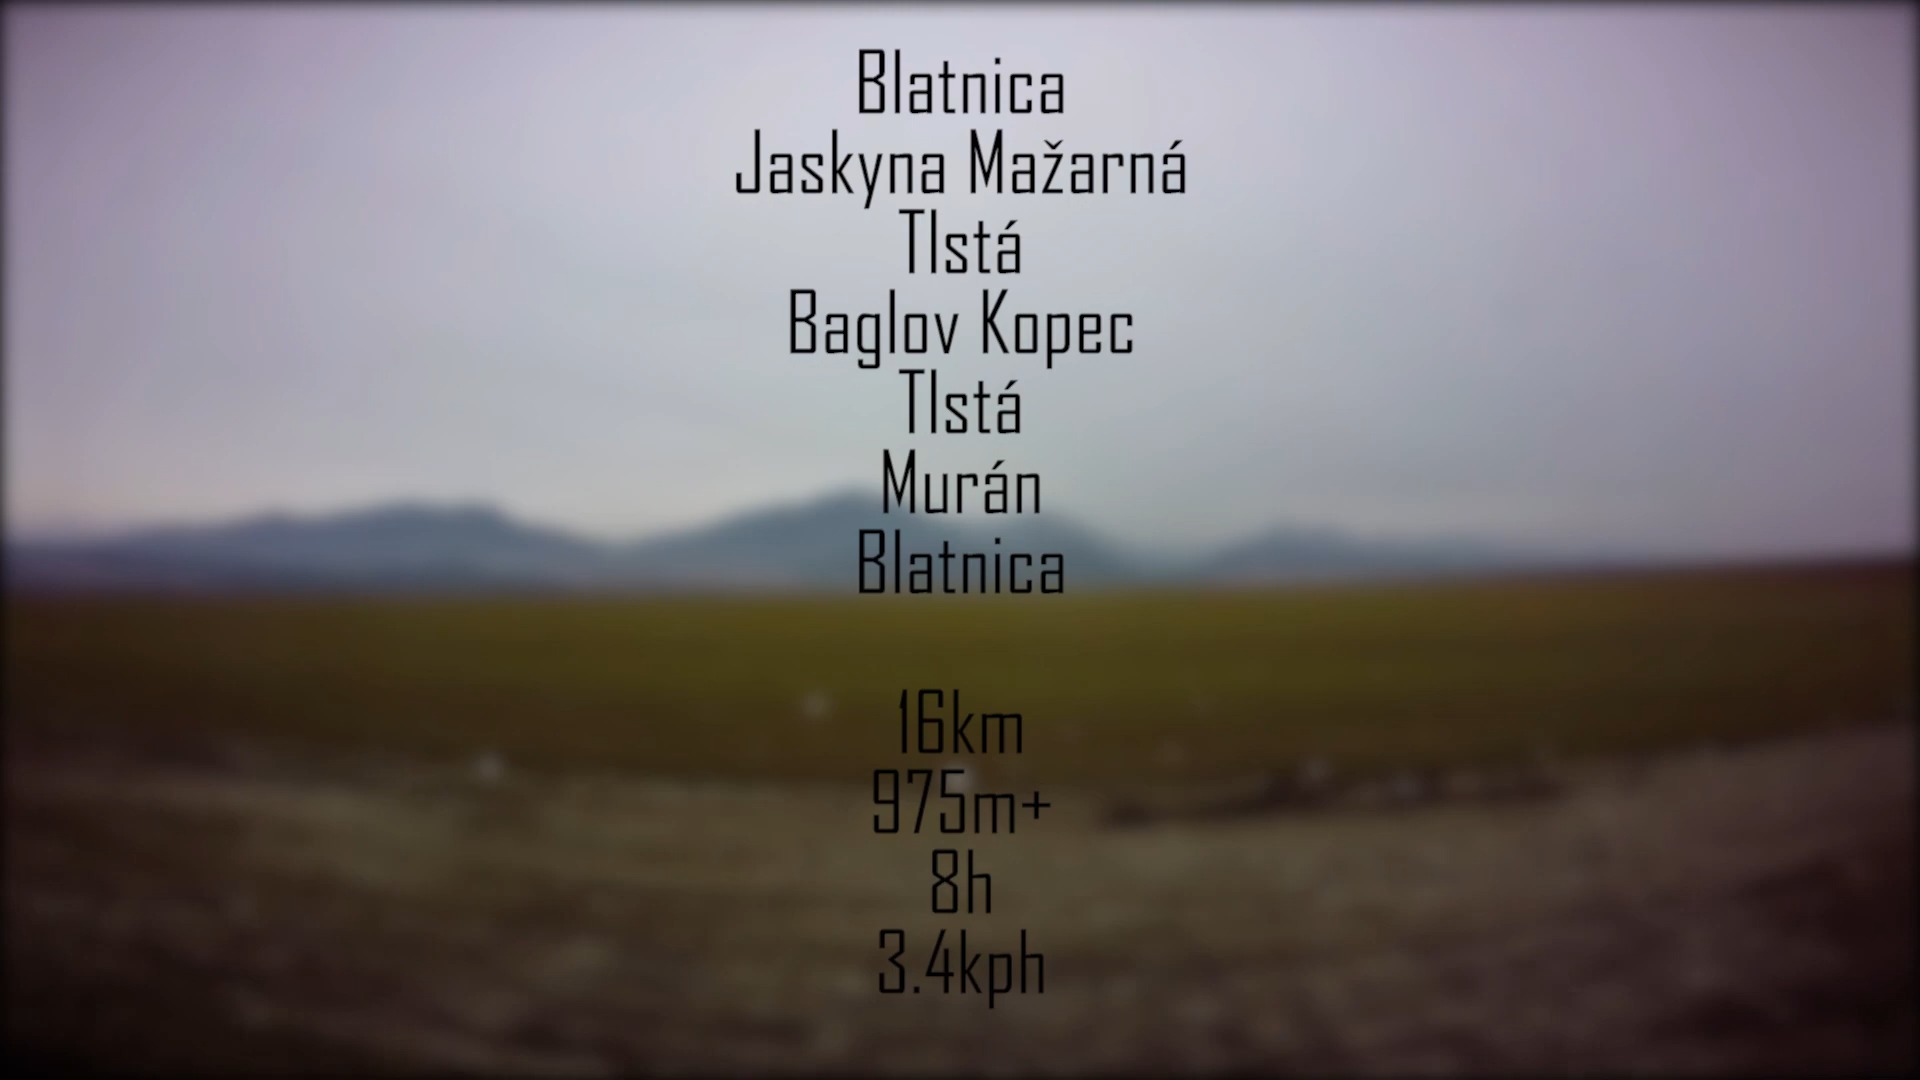 Blatnica
Jaskyna Mažarná
Tlstá
Baglov Kopec
Tlstá
Murán
Blatnica
16km
975m+
8h
3.4kph